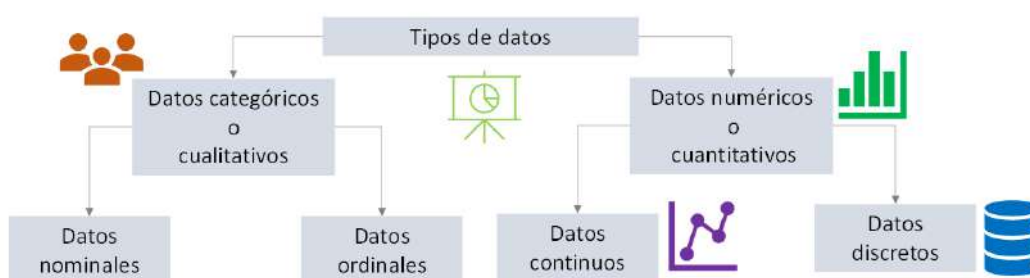 Tipos de datos
Datos categóricos
o
cualitativos
Datos numéricos
o
cuantitativos
Datos
nominales
Datos
ordinales
Datos
continuos
Datos
discretos